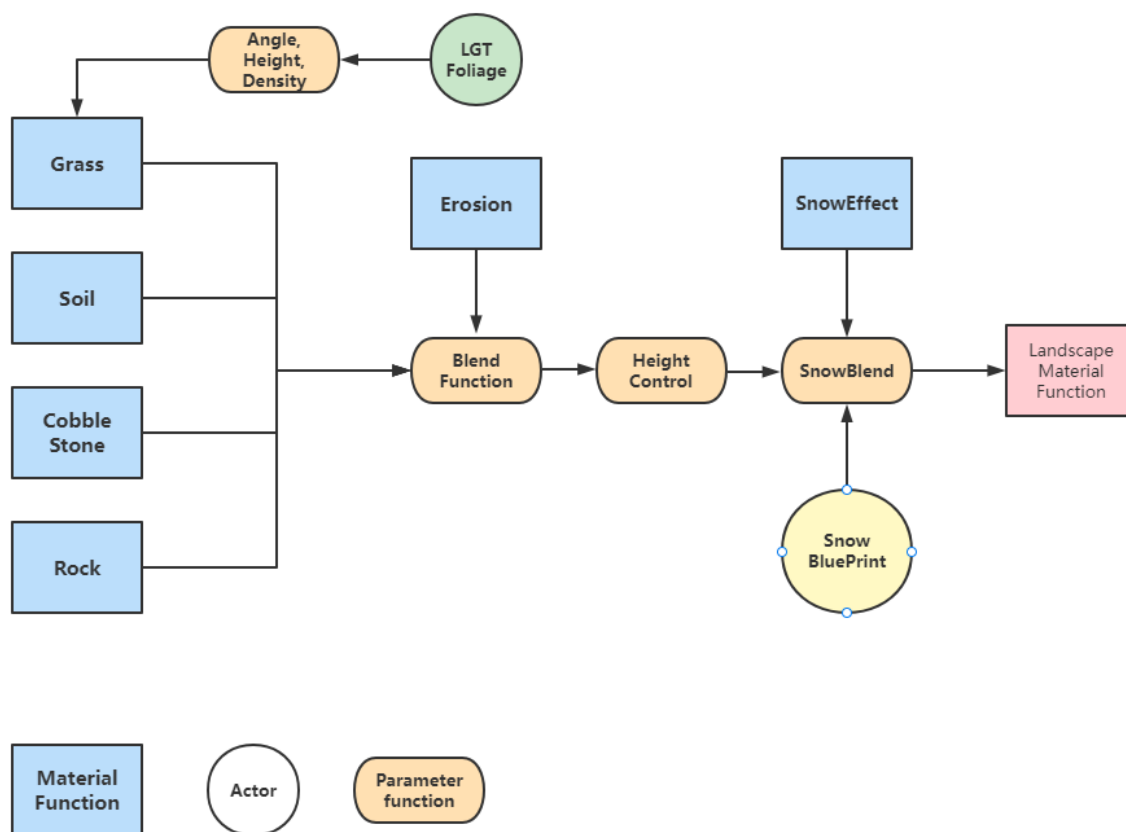 Angle,
Height,
Density
LGT
Foliage
Grass
Erosion
SnowEffect
Soil
Blend
Function
Height
Control
SnowBlend
Landscape
Material
Function
Cobble
Stone
Snow
BluePrint
Rock
Material
Function
Actor
Parameter
function